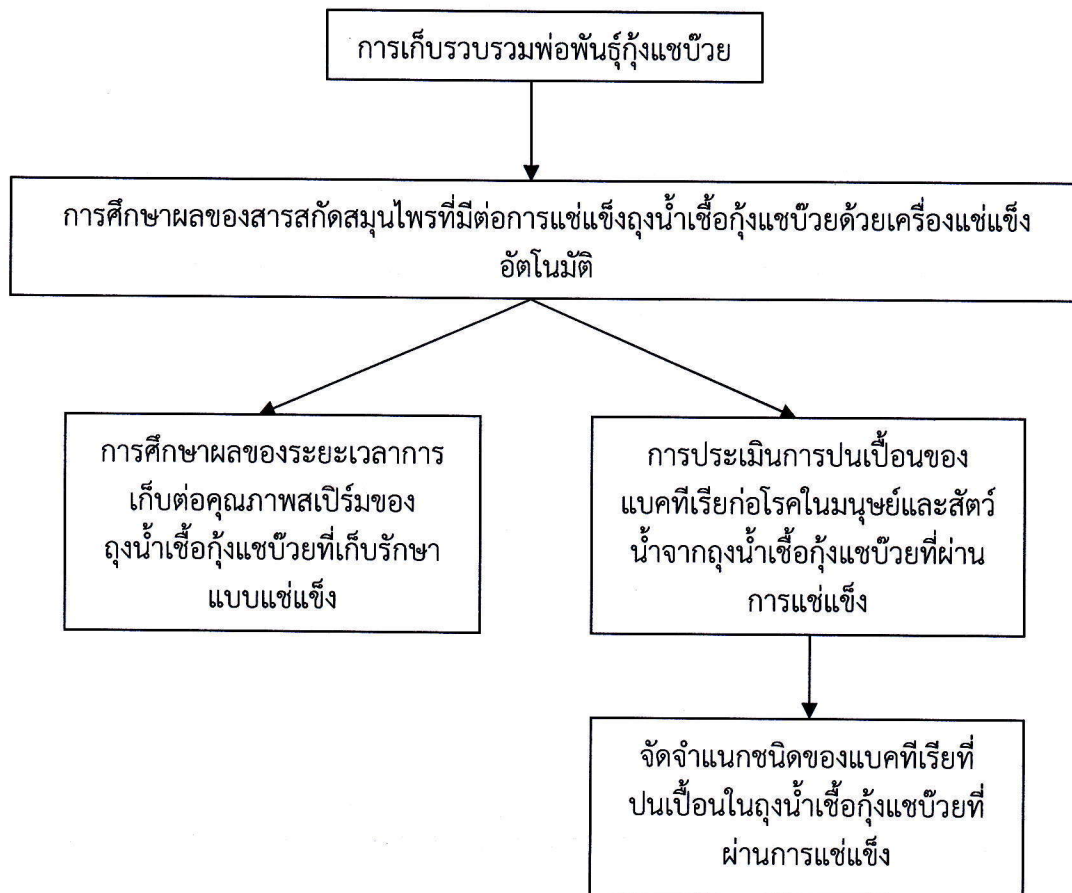 การเก็บรวบรวมพ่อพันธุ์กุ้งแชบ๊วย
การศึกษาผลของสารสกัดสมุนไพรที่มีต่อการแช่แข็งถุงน้ำเชื้อกุ้งแชบ๊วยด้วยเครื่องแช่แข็ง
อัตโนมัติ
การศึกษาผลของระยะเวลาการ
เก็บต่อคุณภาพสเปิร์มของ
ถุงน้ำเชื้อกุ้งแชบ๊วยที่เก็บรักษา
แบบแช่แข็ง
การประเมินการปนเปื้อนของ
แบคทีเรียก่อโรคในมนุษย์และสัตว์
น้ำจากถุงน้ำเชื้อกุ้งแชบ๊วยที่ผ่าน
การแช่แข็ง
จัดจำแนกชนิดของแบคทีเรียที่
ปนเปื้อนในถุงน้ำเชื้อกุ้งแชบ๊วยที่
ผ่านการแช่แข็ง